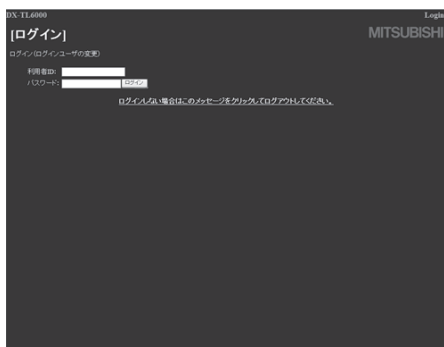 DX-TL6000 Login
[ログイン] MITSUBISHI
ログイン(ログインユーザの変更)
利用者ID:
パスワード: ログイン
ログインしない場合はこのメッセージをクリックしてログアウトしてください。